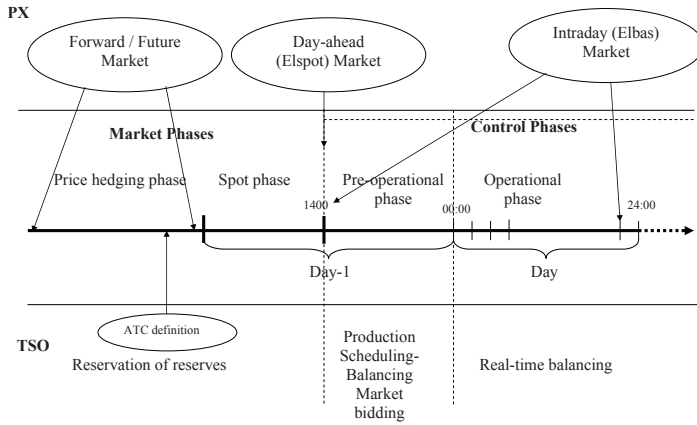 PX
Forward / Future
Market
Day-ahead
(Elspot) Market
Intraday (Elbas)
Market
Market Phases
Control Phases
Price hedging phase
Spot phase
Pre-operational
phase
Operational
phase
1400
00:00
24:00
Day-1
Day
ATC definition
TSO
Reservation of reserves
Production
Scheduling-
Balancing
Market
bidding
Real-time balancing